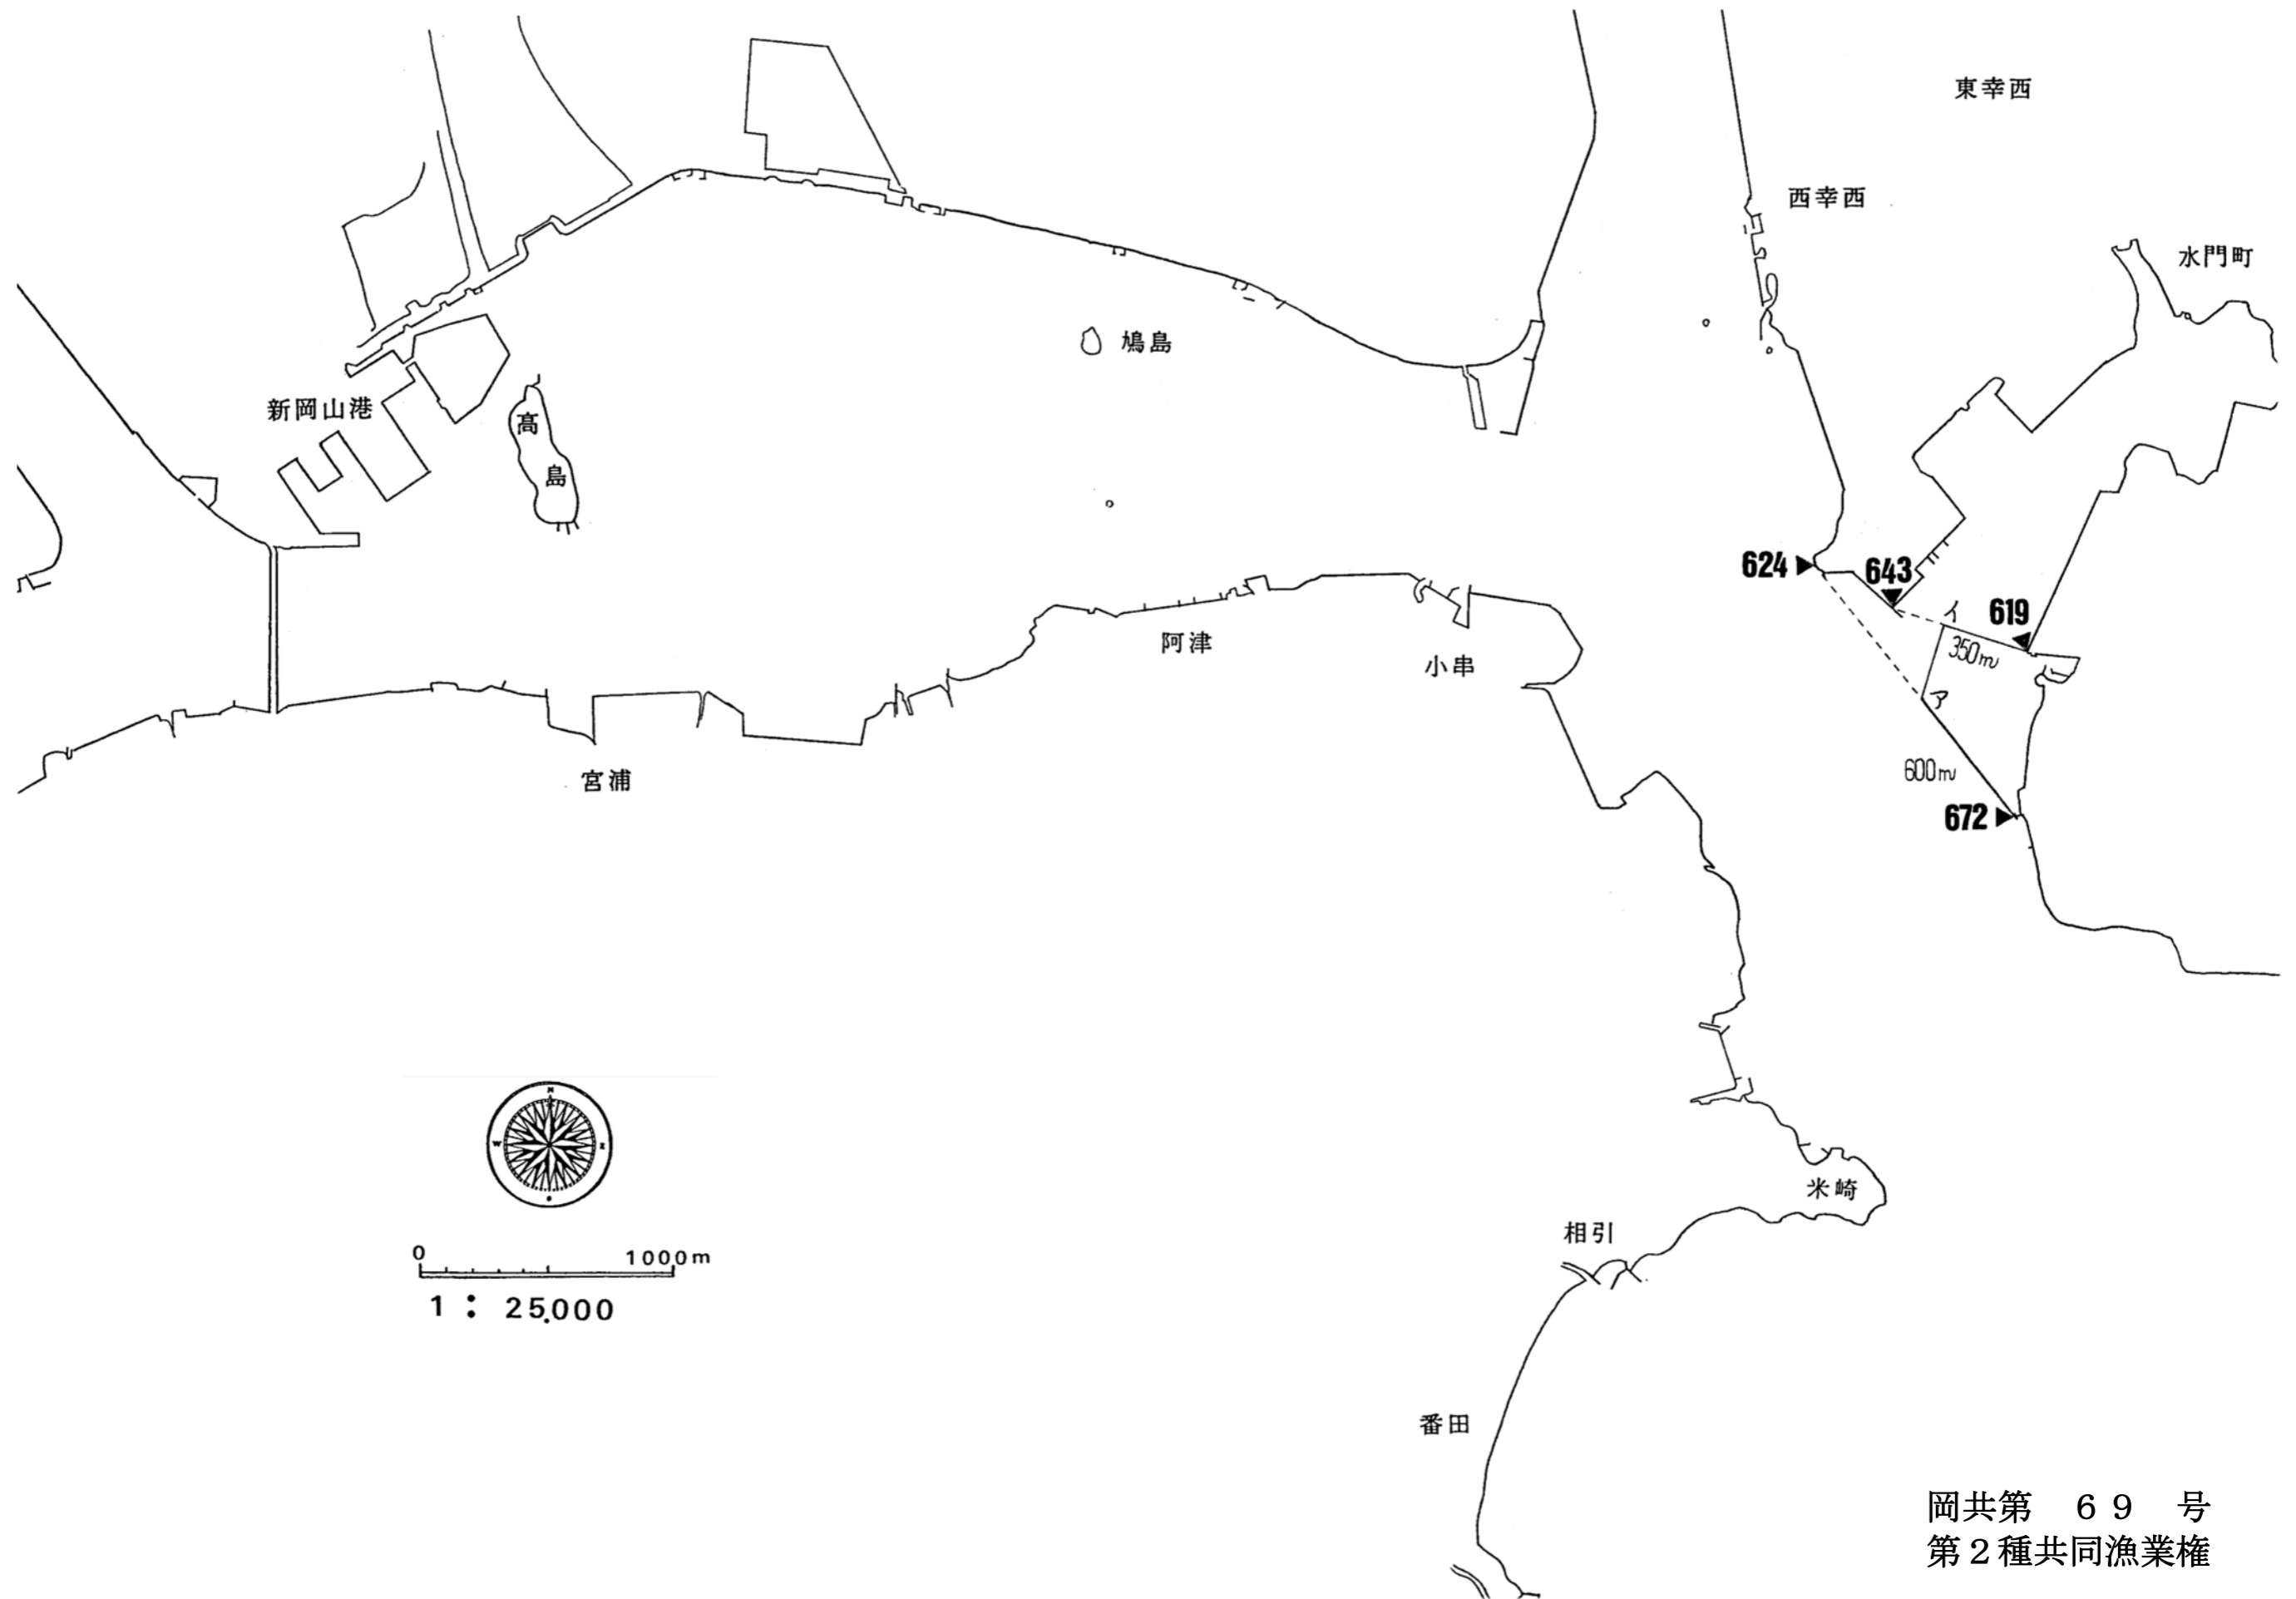 東幸西
西幸西
水門町
鳩島
新岡山港
高
島
624
643
イ
619
350m
阿津
小串
ア
宮浦
600m
672
N
W
E
S
米崎
相引
0 1000m
1 : 25.000
番田
岡共第 69 号
第2種共同漁業権